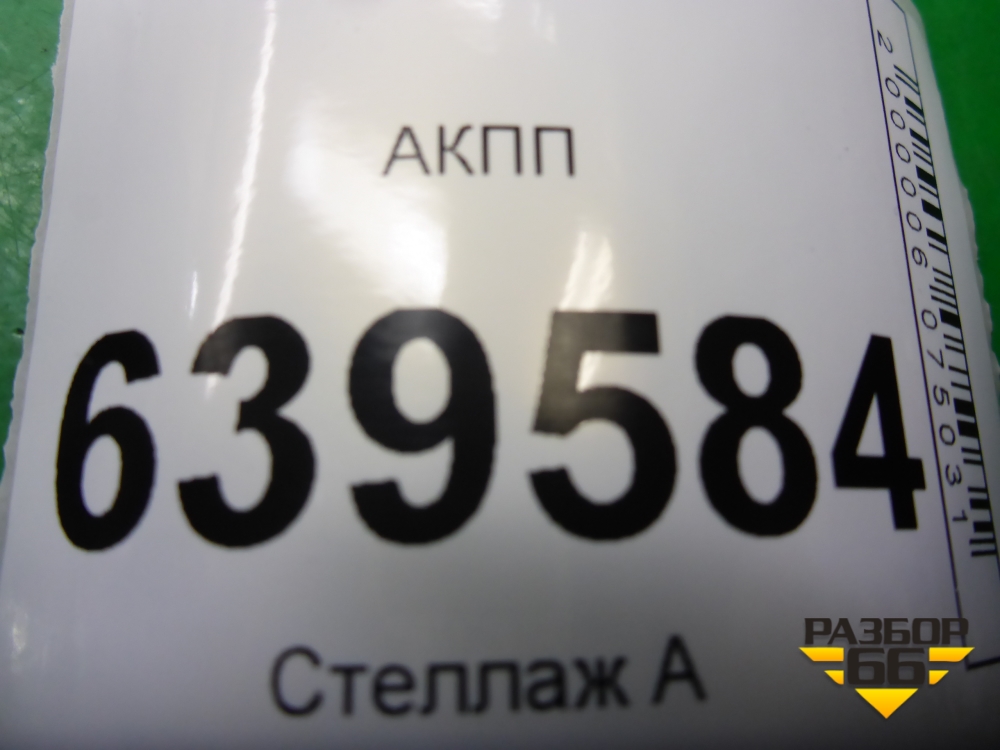 АКПП
639584
Стеллаж А
2000006075031
РАЗБОР
66